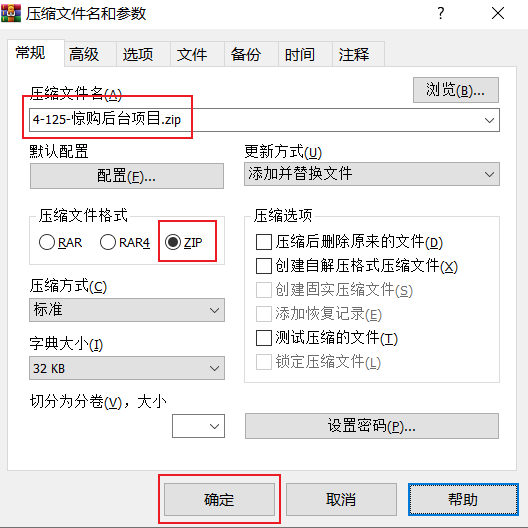 压缩文件名和参数
常规 高级 选项 文件 备份 时间 注释
压缩文件名(A) 浏览(B)...
4-125-惊购后台项目.zip
默认配置 更新方式(U)
配置(F)... 添加并替换文件
压缩文件格式 压缩选项
RAR RAR4 ZIP 压缩后删除原来的文件(D)
创建自解压格式压缩文件(X)
压缩方式(C) 创建固实压缩文件(S)
标准 添加恢复记录(E)
字典大小(I) 测试压缩的文件(T)
32 KB 锁定压缩文件(L)
切分为分卷(V)，大小
设置密码(P)...
确定 取消 帮助